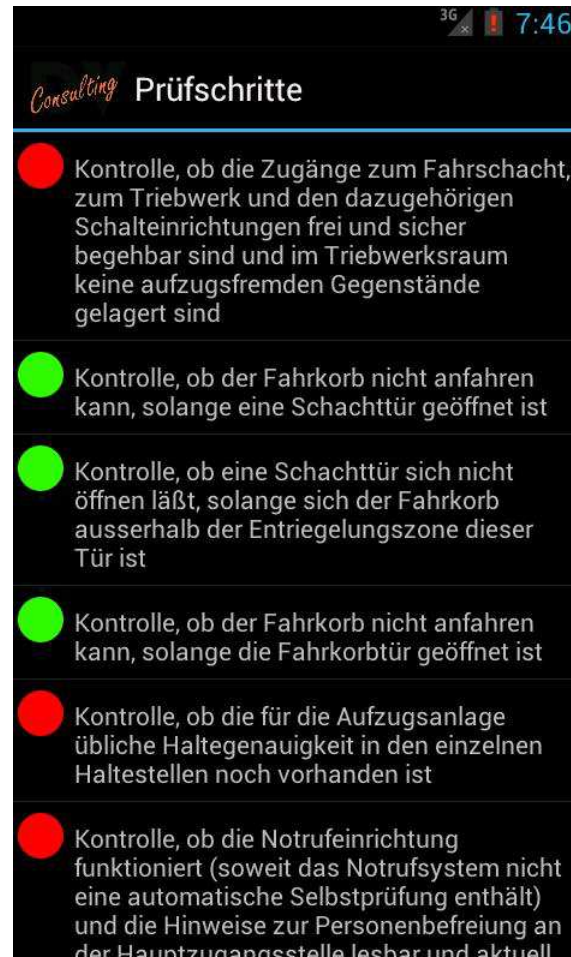 3G
7:46
Consulting Prüfschritte
Kontrolle, ob die Zugänge zum Fahrschacht,
zum Triebwerk und den dazugehörigen
Schalteinrichtungen frei und sicher
begehbar sind und im Triebwerksraum
keine aufzugsfremden Gegenstände
gelagert sind
Kontrolle, ob der Fahrkorb nicht anfahren
kann, solange eine Schachttür geöffnet ist
Kontrolle, ob eine Schachttür sich nicht
öffnen läßt, solange sich der Fahrkorb
ausserhalb der Entriegelungszone dieser
Tür ist
Kontrolle, ob der Fahrkorb nicht anfahren
kann, solange die Fahrkorbtür geöffnet ist
Kontrolle, ob die für die Aufzugsanlage
übliche Haltegenauigkeit in den einzelnen
Haltestellen noch vorhanden ist
Kontrolle, ob die Notrufeinrichtung
funktioniert (soweit das Notrufsystem nicht
eine automatische Selbstprüfung enthält)
und die Hinweise zur Personenbefreiung an
der Hauptzugangsstelle lesbar und aktuell